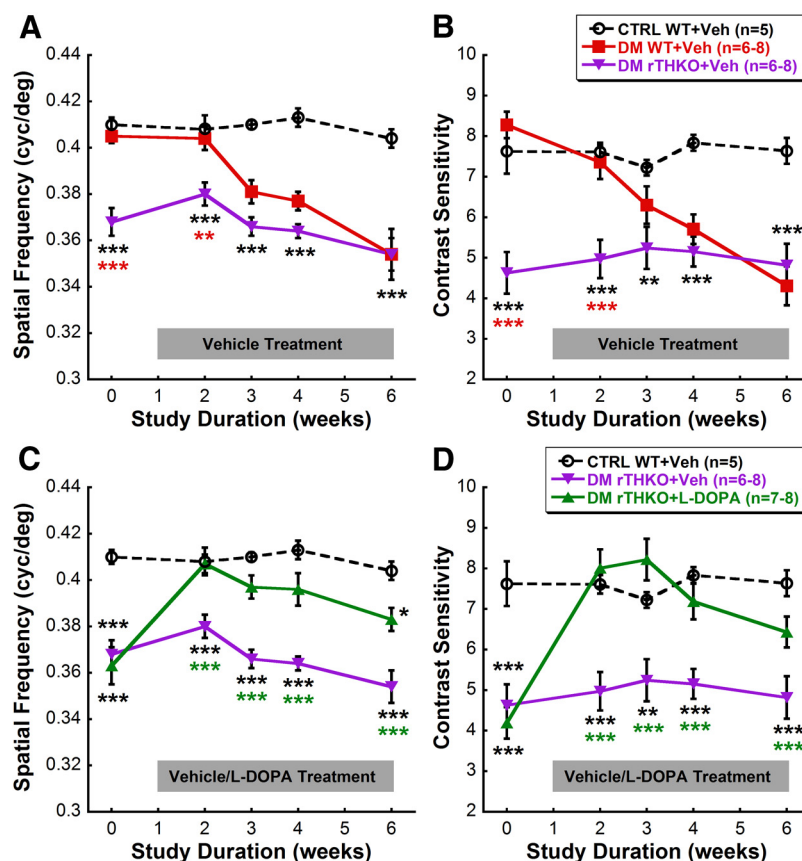 A
B
CTRL WT+Veh (n=5)
DM WT+Veh (n=6-8)
DM rTHKO+Veh (n=6-8)
Spatial Frequency (cyc/deg)
0.44
0.42
0.4
0.38
0.36
0.34
0.32
0.3
***
***
***
**
***
***
***
Vehicle Treatment
0 1 2 3 4 5 6
Study Duration (weeks)
Contrast Sensitivity
10
9
8
7
6
5
4
3
2
***
***
***
***
**
***
***
Vehicle Treatment
0 1 2 3 4 5 6
Study Duration (weeks)
C
D
CTRL WT+Veh (n=5)
DM rTHKO+Veh (n=6-8)
DM rTHKO+L-DOPA (n=7-8)
Spatial Frequency (cyc/deg)
0.44
0.42
0.4
0.38
0.36
0.34
0.32
0.3
***
***
***
***
***
***
***
***
*
***
***
Vehicle/L-DOPA Treatment
0 1 2 3 4 5 6
Study Duration (weeks)
Contrast Sensitivity
10
9
8
7
6
5
4
3
2
***
***
***
***
**
***
***
***
***
***
Vehicle/L-DOPA Treatment
0 1 2 3 4 5 6
Study Duration (weeks)